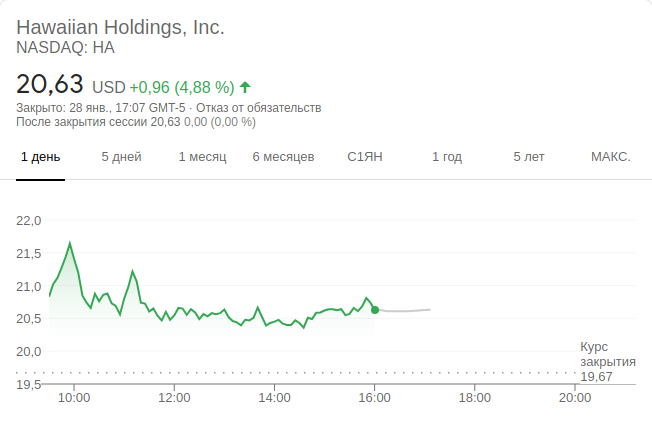 Hawaiian Holdings, Inc.
NASDAQ: HA
20,63 USD +0,96 (4,88 %)
Закрыто: 28 янв., 17:07 GMT-5 · Отказ от обязательств
После закрытия сессии 20,63 0,00 (0,00 %)
1 день 5 дней 1 месяц 6 месяцев С1ЯН 1 год 5 лет МАКС.
22,0
21,5
21,0
20,5
20,0
Курс
закрытия
19,67
19,5
10:00 12:00 14:00 16:00 18:00 20:00